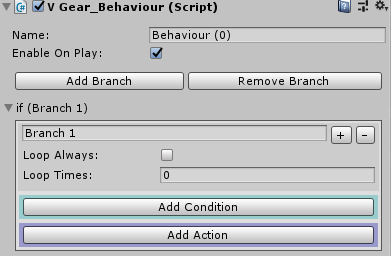 V Gear_Behaviour (Script)
Name: Behaviour (0)
Enable On Play:
Add Branch Remove Branch
if (Branch 1)
Branch 1 + -
Loop Always:
Loop Times: 0
Add Condition
Add Action